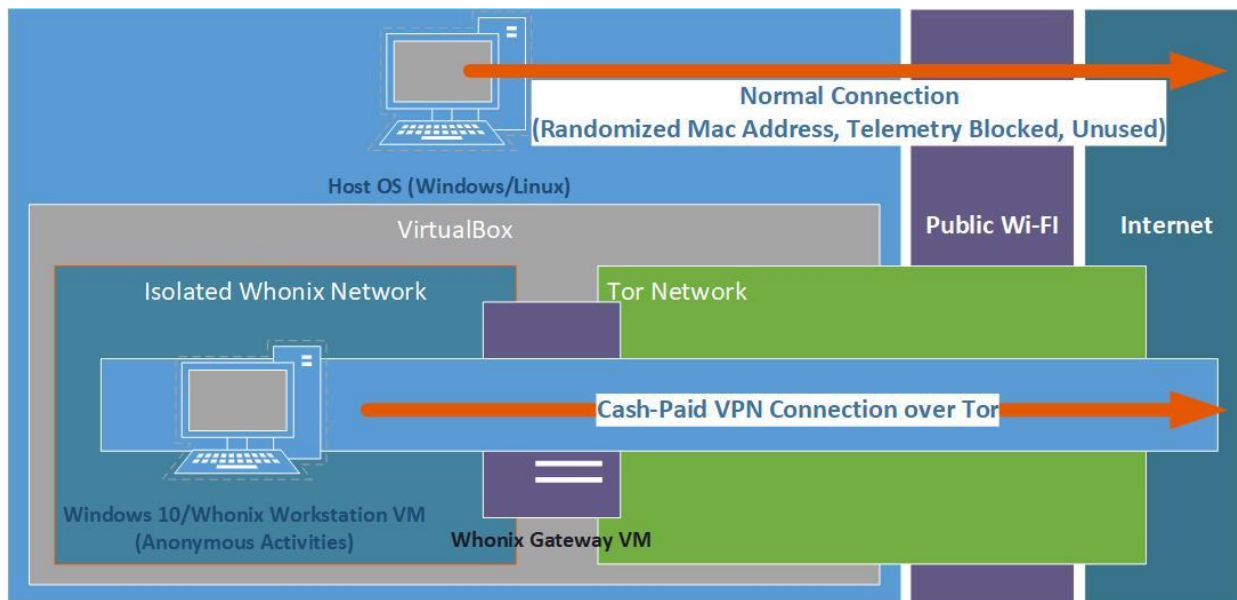 Normal Connection
(Randomized Mac Address, Telemetry Blocked, Unused)
Host OS (Windows/Linux)
VirtualBox
Public Wi-FI
Internet
Isolated Whonix Network
Tor Network
Cash-Paid VPN Connection over Tor
Windows 10/Whonix Workstation VM
(Anonymous Activities)
Whonix Gateway VM